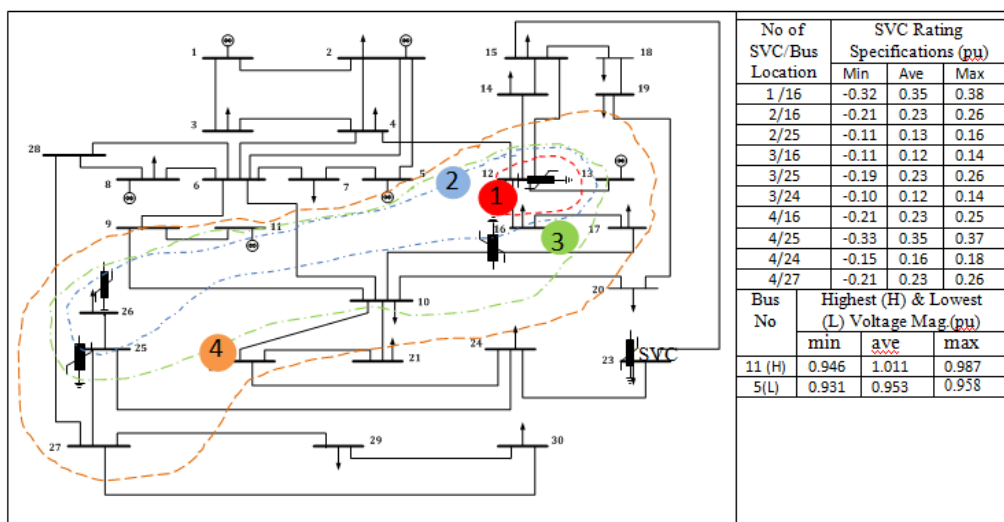 1
2
15
18
14
19
3
4
28
8
6
7
5
2
12
13
1
9
11
16
17
3
10
20
26
25
4
21
24
23
SVC
27
29
30
No of SVC Rating
SVC/Bus Specifications (pu)
Location Min Ave Max
1 /16 -0.32 0.35 0.38
2/16 -0.21 0.23 0.26
2/25 -0.11 0.13 0.16
3/16 -0.11 0.12 0.14
3/25 -0.19 0.23 0.26
3/24 -0.10 0.12 0.14
4/16 -0.21 0.23 0.25
4/25 -0.33 0.35 0.37
4/24 -0.15 0.16 0.18
4/27 -0.21 0.23 0.26
Bus Highest (H) & Lowest
No (L) Voltage Mag.(pu)
min ave max
11 (H) 0.946 1.011 0.987
5(L) 0.931 0.953 0.958